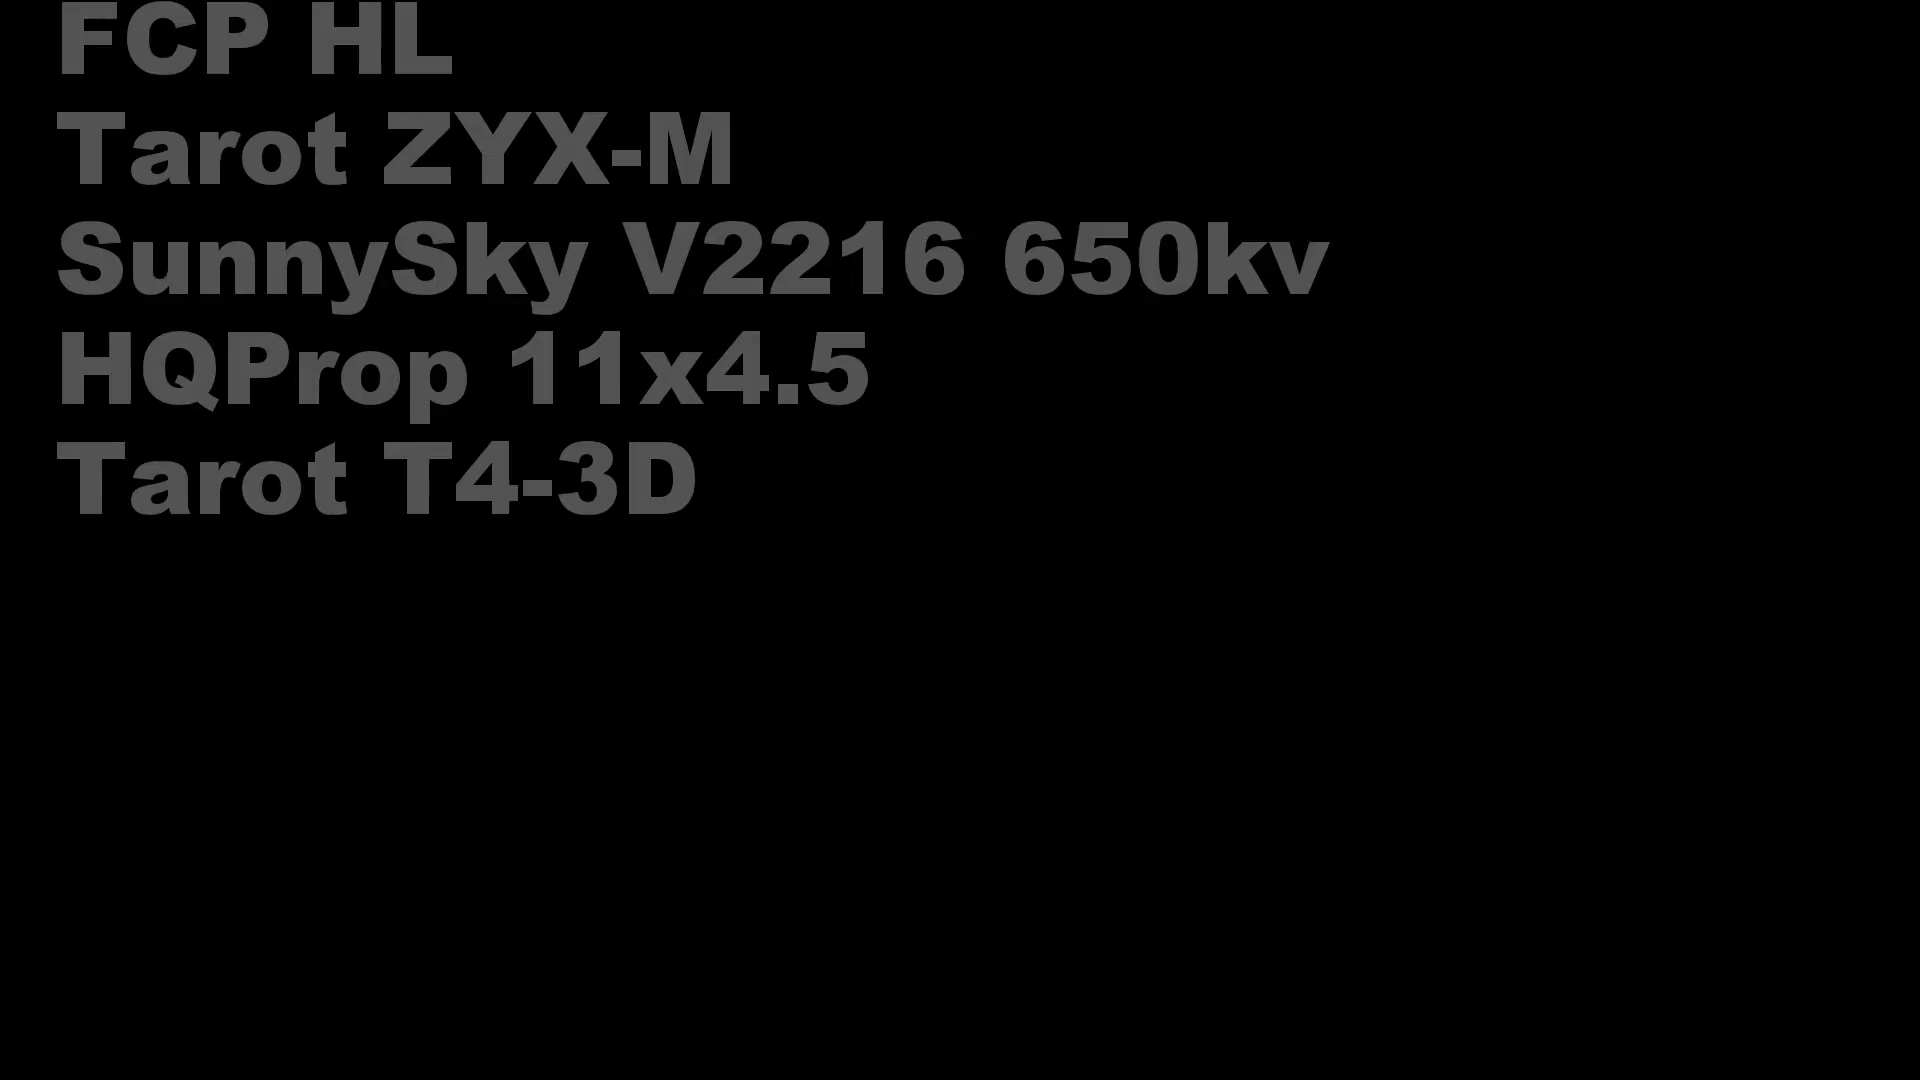 FCP HL
Tarot ZYX-M
SunnySky V2216 650kv
HQProp 11x4.5
Tarot T4-3D